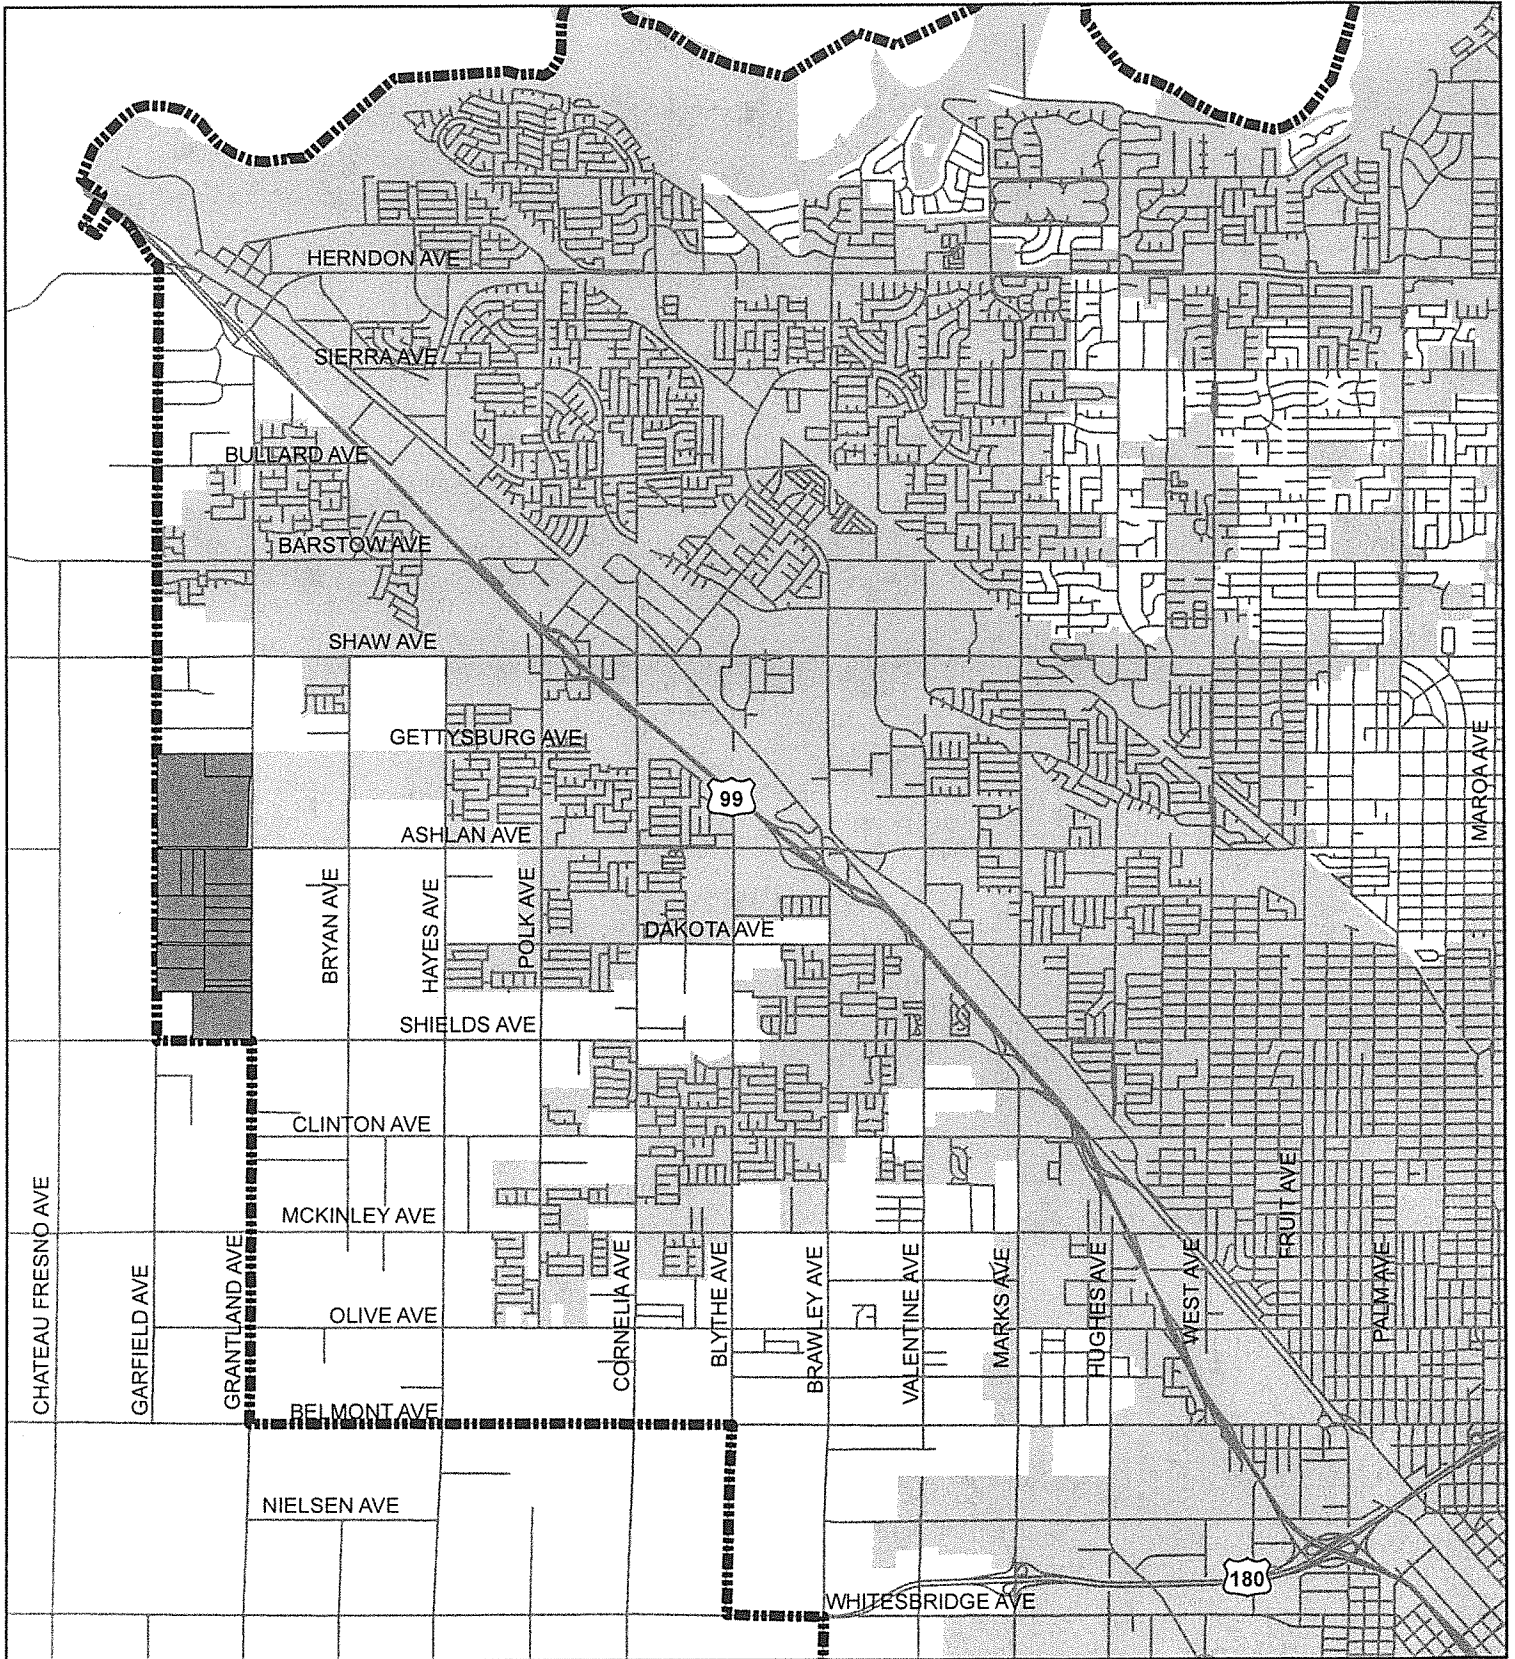 HERNDON AVE
SIERRA AVE
BULLARD AVE
BARSTOW AVE
SHAW AVE
GETTYSBURG AVE
99
MAROA AVE
ASHLAN AVE
BRYAN AVE
HAYES AVE
POLK AVE
DAKOTA AVE
SHIELDS AVE
CLINTON AVE
FRUIT AVE
MCKINLEY AVE
CHATEAU FRESNO AVE
GARFIELD AVE
GRANTLAND AVE
CORNELIA AVE
BLYTHE AVE
BRAWLEY AVE
VALENTINE AVE
MARKS AVE
HUGHES AVE
WEST AVE
PALM AVE
OLIVE AVE
BELMONT AVE
NIELSEN AVE
180
WHITESBRIDGE AVE